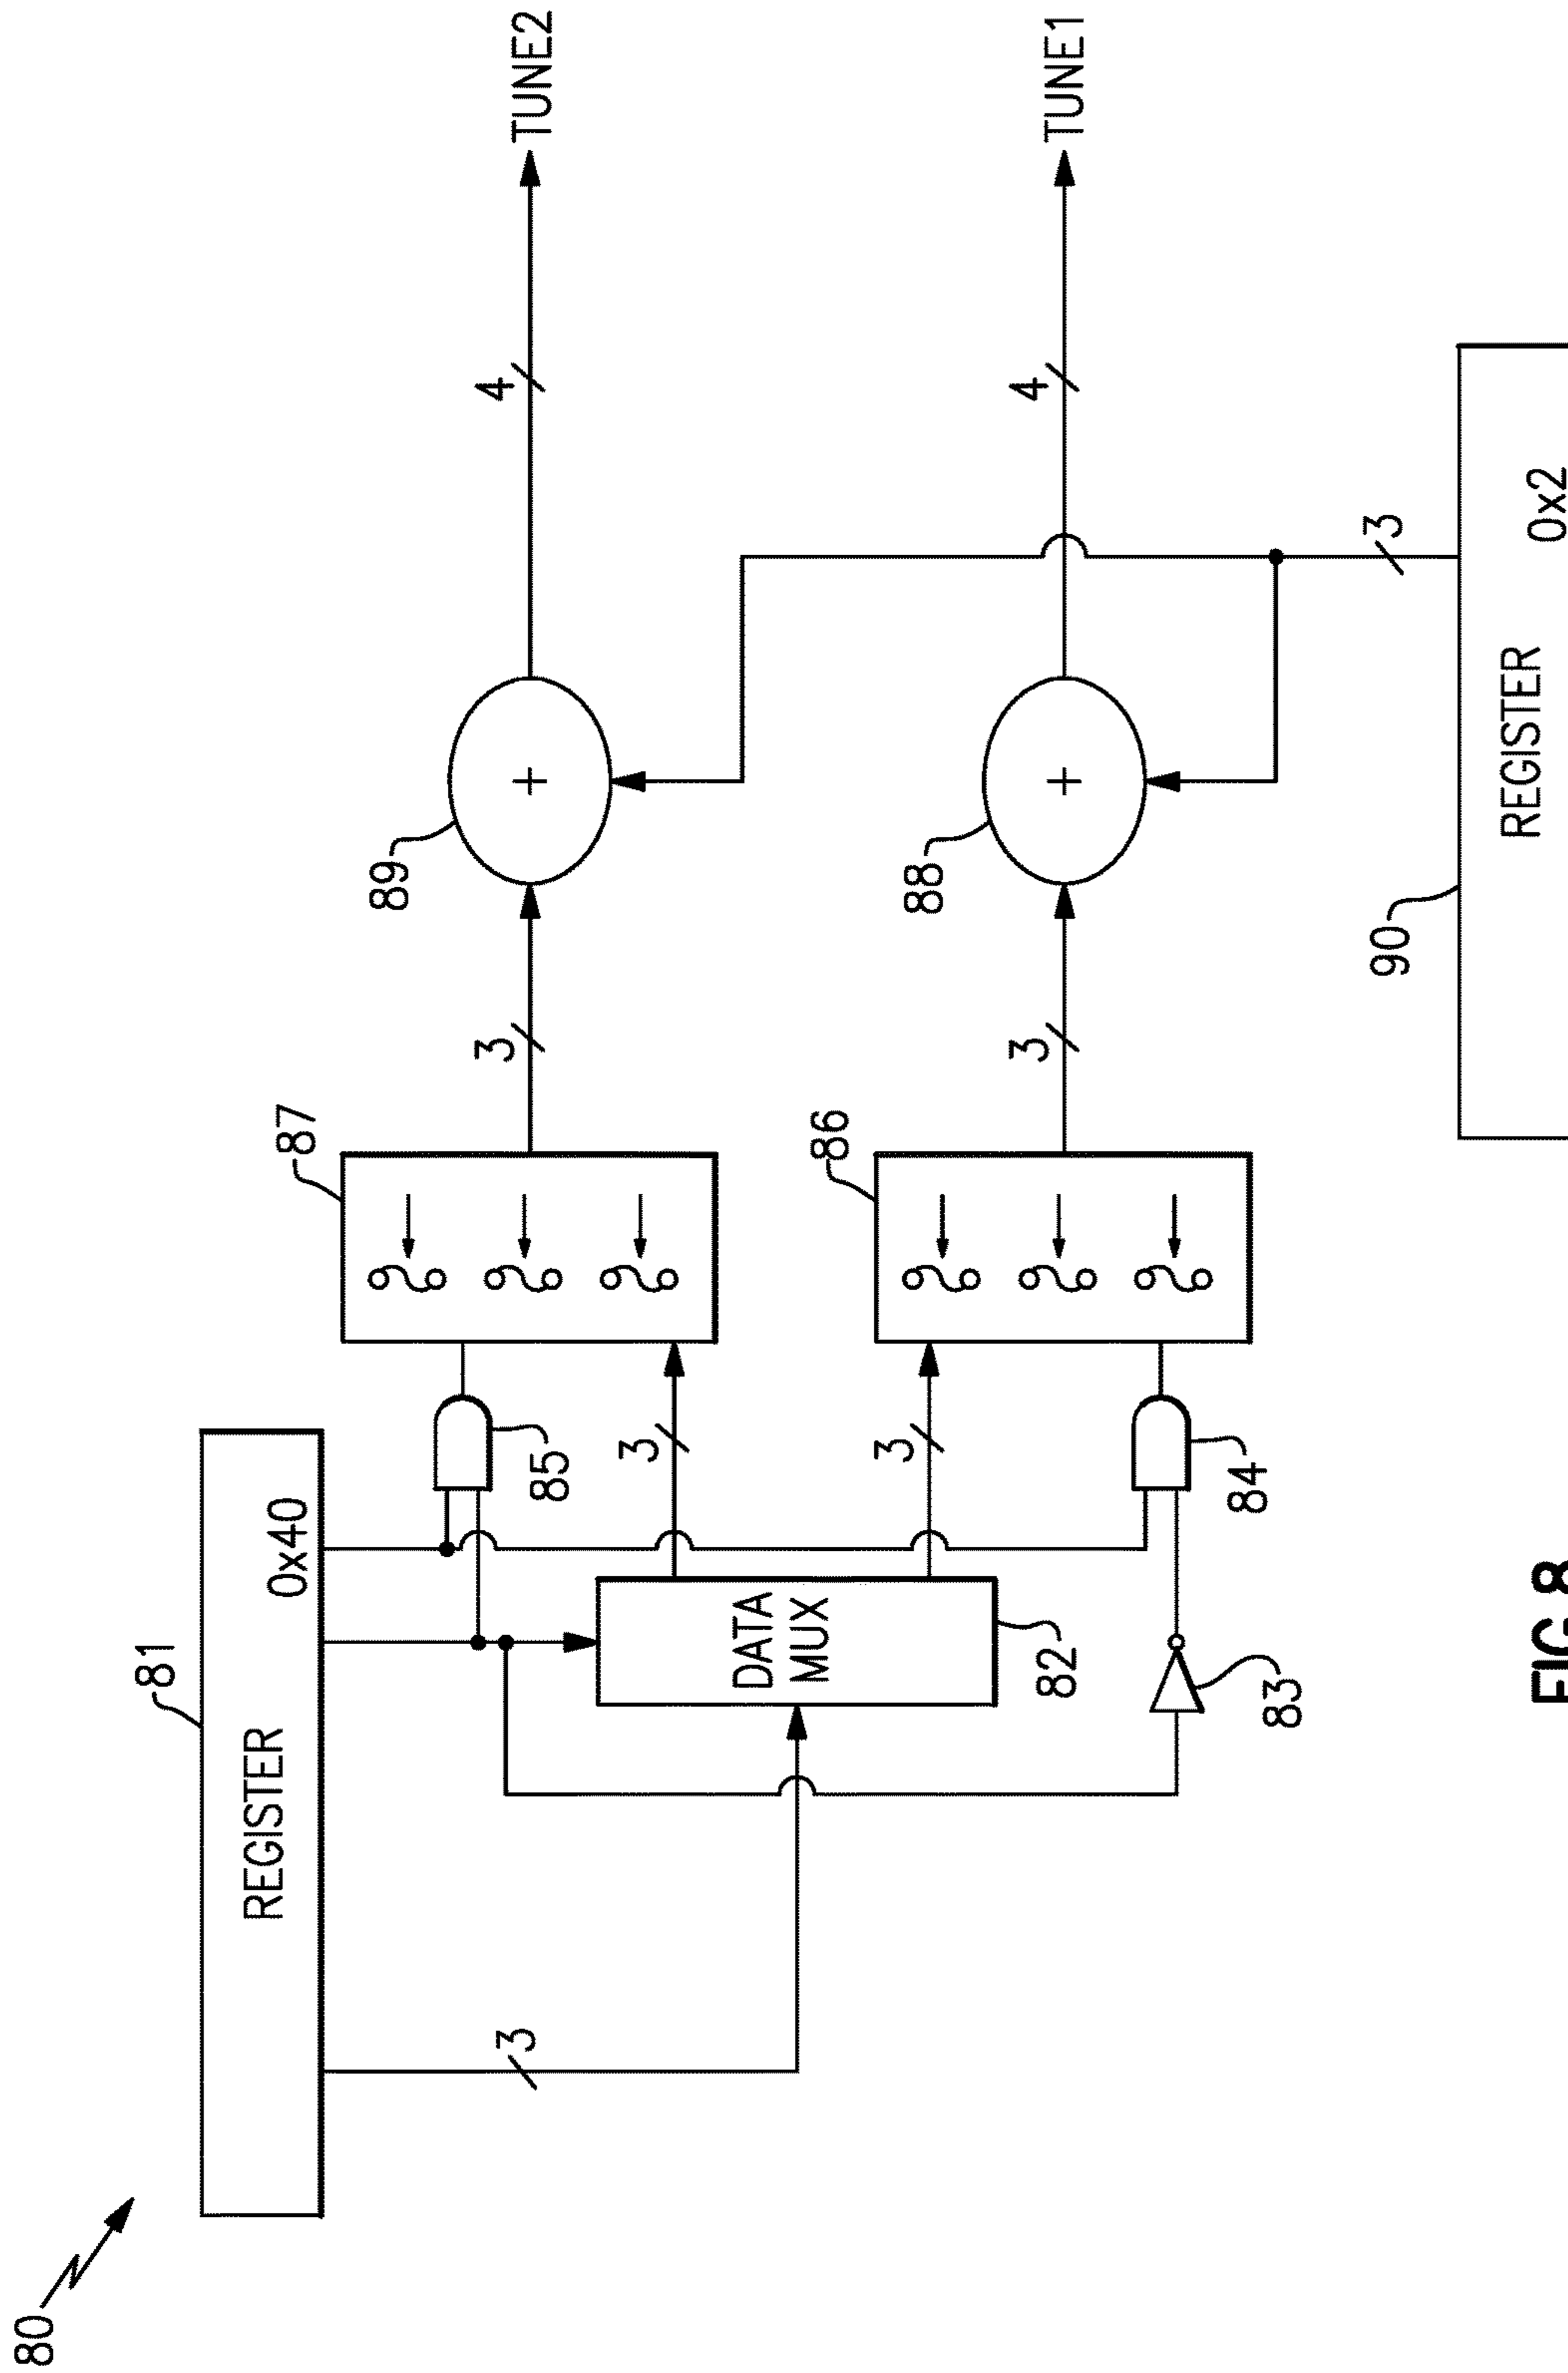 80
81
REGISTER
0x40
3
85
87
3
89
4
TUNE2
DATA
MUX
82
3
3
83
84
86
3
88
4
TUNE1
90
REGISTER
0x2
3
FIG.8